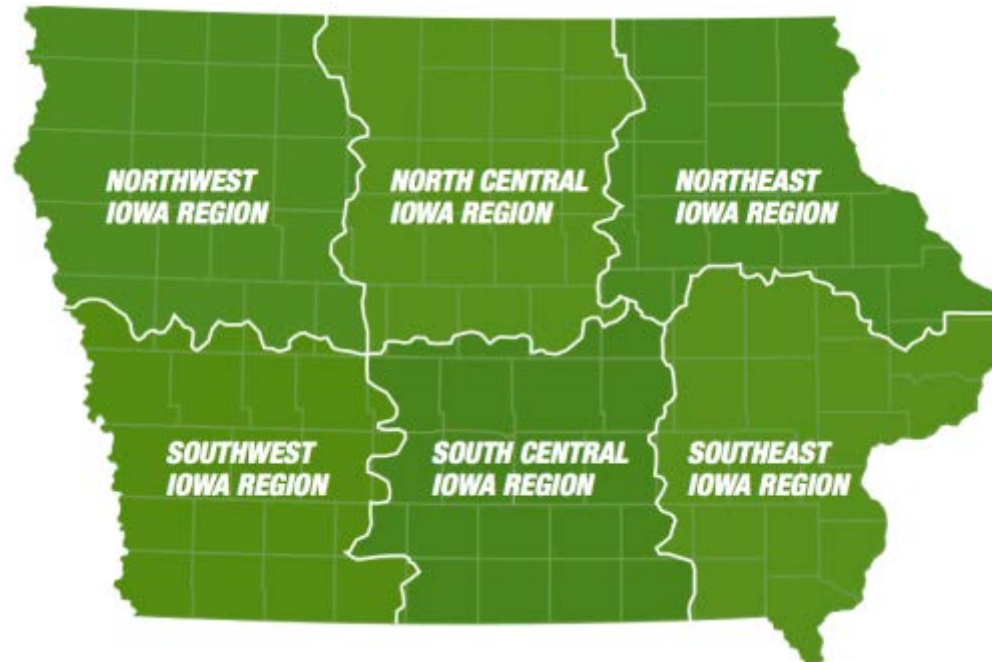 NORTHWEST
IOWA REGION
NORTH CENTRAL
IOWA REGION
NORTHEAST
IOWA REGION
SOUTHWEST
IOWA REGION
SOUTH CENTRAL
IOWA REGION
SOUTHEAST
IOWA REGION